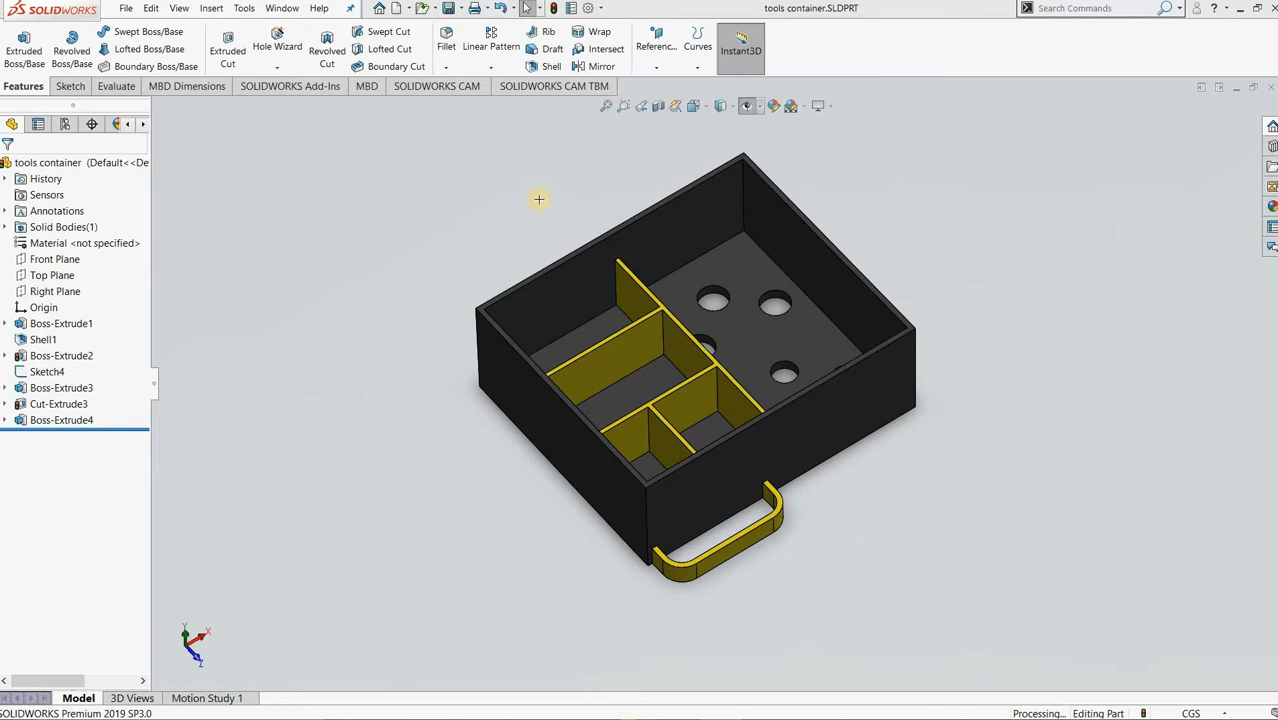 SOLIDWORKS File Edit View Insert Tools Window Help tools container.SLDPRT Search Commands
Extruded Boss/Base
Revolved Boss/Base
Swept Boss/Base
Lofted Boss/Base
Boundary Boss/Base
Extruded Cut
Hole Wizard
Revolved Cut
Swept Cut
Lofted Cut
Boundary Cut
Fillet
Linear Pattern
Rib
Draft
Shell
Wrap
Intersect
Mirror
Referenc...
Curves
Instant3D
Features Sketch Evaluate MBD Dimensions SOLIDWORKS Add-Ins MBD SOLIDWORKS CAM SOLIDWORKS CAM TBM
tools container (Default<<De
History
Sensors
Annotations
Solid Bodies(1)
Material <not specified>
Front Plane
Top Plane
Right Plane
Origin
Boss-Extrude1
Shell1
Boss-Extrude2
Sketch4
Boss-Extrude3
Cut-Extrude3
Boss-Extrude4
Y
X
Z
Model 3D Views Motion Study 1
SOLIDWORKS Premium 2019 SP3.0 Processing... Editing Part CGS